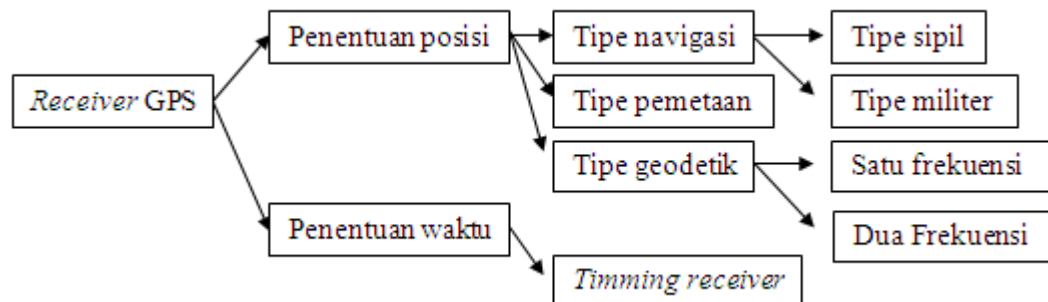 Penentuan posisi
Tipe navigasi
Tipe sipil
Receiver GPS
Tipe pemetaan
Tipe militer
Tipe geodetik
Satu frekuensi
Penentuan waktu
Dua Frekuensi
Timming receiver